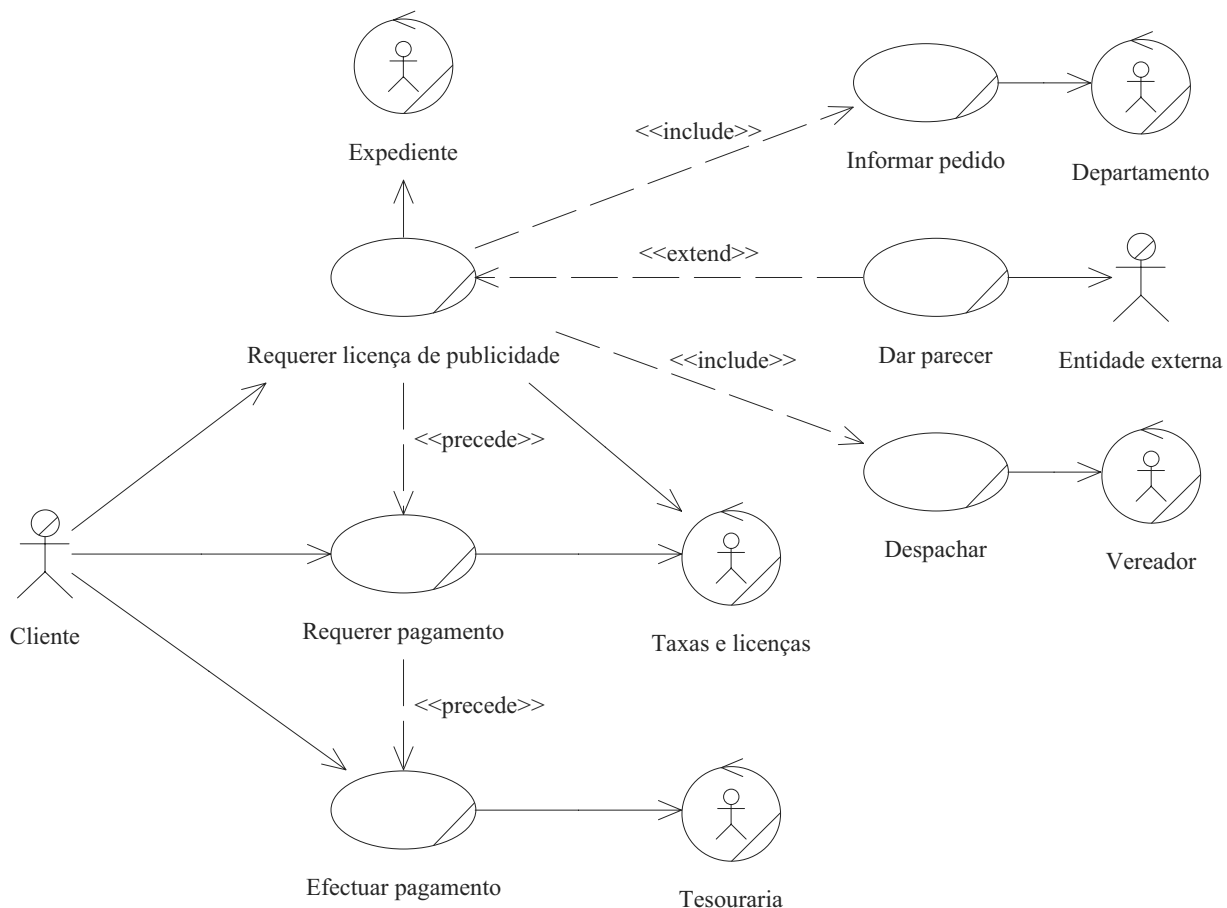 Expediente
<<include>>
Informar pedido
Departamento
<<extend>>
Requerer licença de publicidade
<<include>>
Dar parecer
Entidade externa
<<precede>>
Despachar
Vereador
Cliente
Requerer pagamento
Taxas e licenças
<<precede>>
Efectuar pagamento
Tesouraria